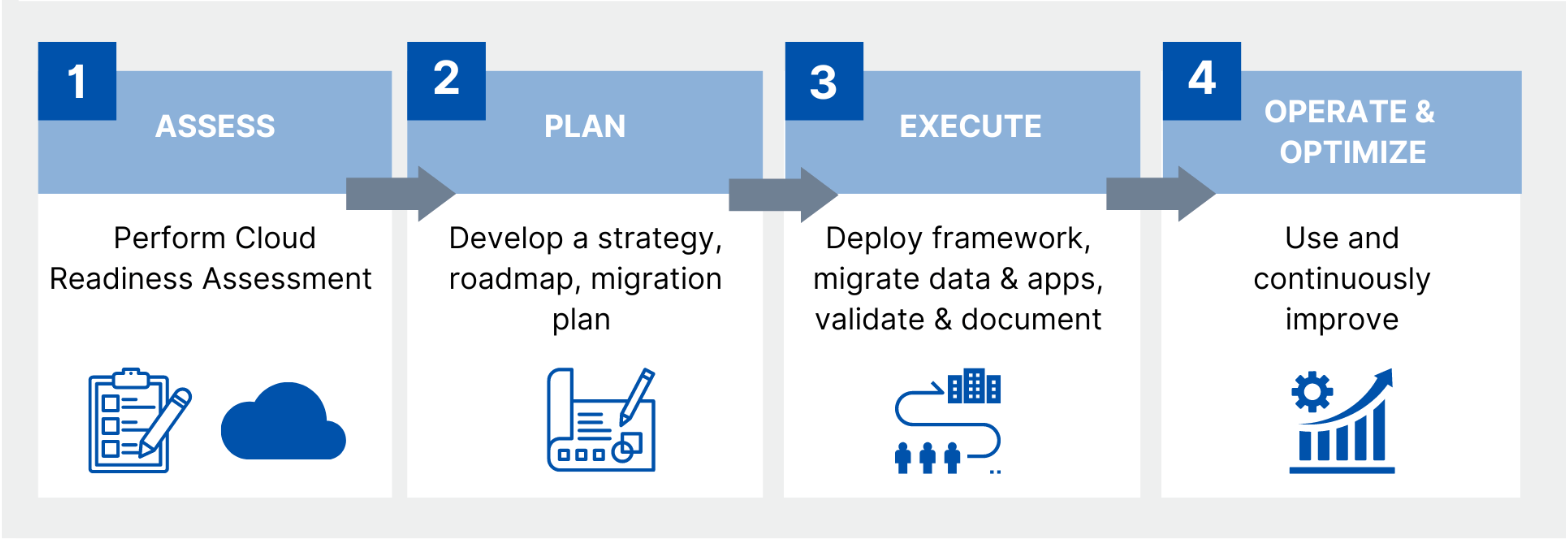 1
ASSESS
Perform Cloud
Readiness Assessment
2
PLAN
Develop a strategy,
roadmap, migration
plan
3
EXECUTE
Deploy framework,
migrate data & apps,
validate & document
4
OPERATE &
OPTIMIZE
Use and
continuously
improve